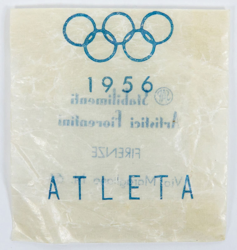 1956
Stabilimenti
Artistici Fiorentini
FIRENZE
ATLETA